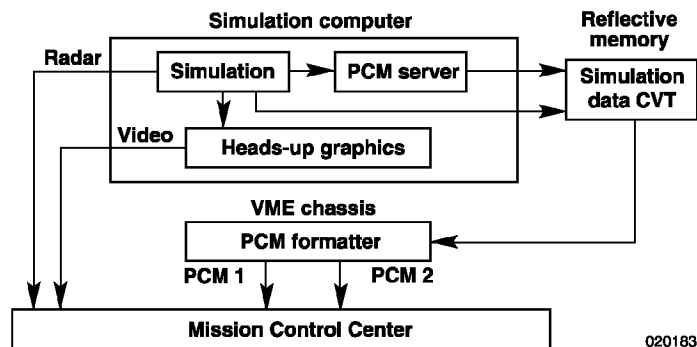 Simulation computer
Reflective
memory
Radar
Simulation
PCM server
Simulation
data CVT
Video
Heads-up graphics
VME chassis
PCM formatter
PCM 1
PCM 2
Mission Control Center
020183